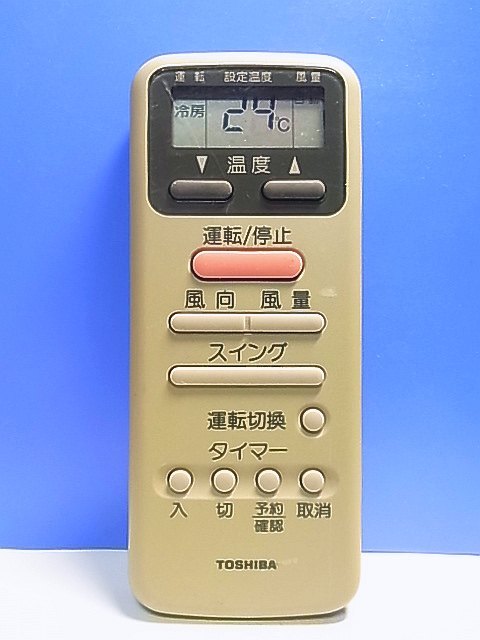 運転 設定温度 風量
冷房 24℃ 自動
▼ 温度 ▲
運転/停止
風向 風量
スイング
運転切換
タイマー
入 切 予約確認 取消
TOSHIBA